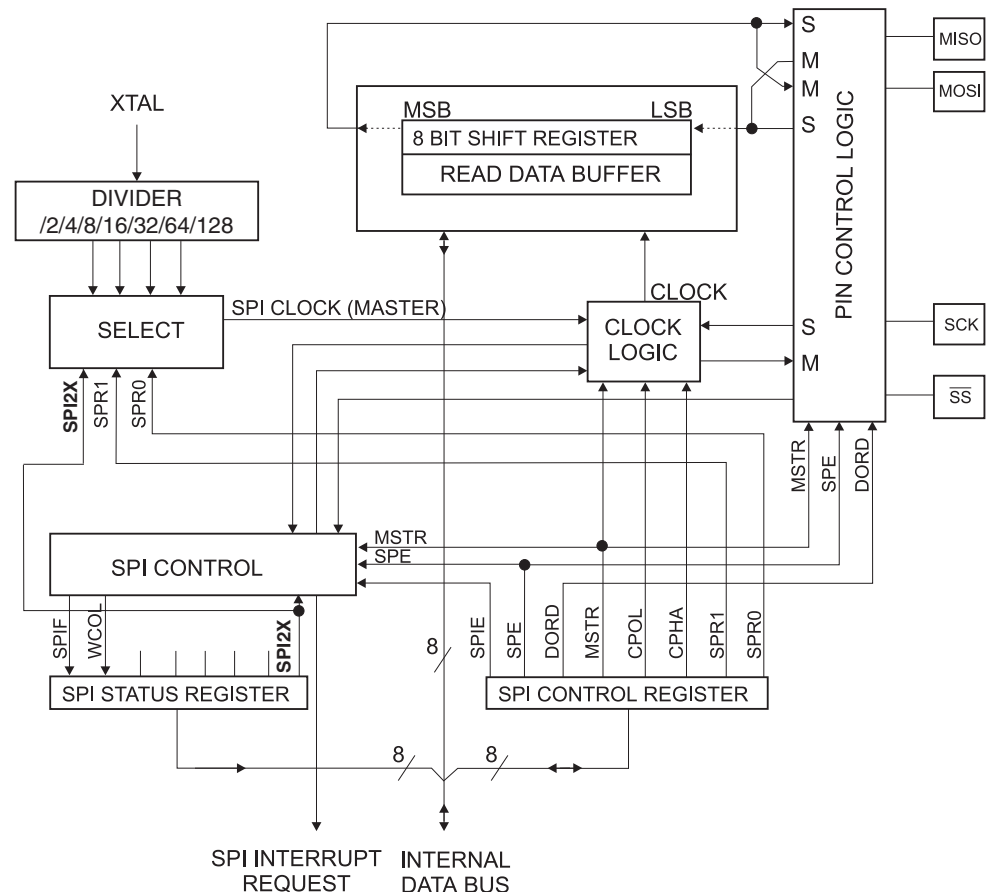 S
M
M
S
MISO
MOSI
XTAL
MSB
LSB
8 BIT SHIFT REGISTER
READ DATA BUFFER
DIVIDER
/2/4/8/16/32/64/128
PIN CONTROL LOGIC
SPI CLOCK (MASTER)
CLOCK
SELECT
CLOCK
LOGIC
S
M
SCK
SS
SPI2X
SPR1
SPR0
MSTR
SPE
DORD
MSTR
SPE
SPI CONTROL
SPIF
WCOL
SPI2X
8
SPIE
SPE
DORD
MSTR
CPOL
CPHA
SPR1
SPR0
SPI STATUS REGISTER
SPI CONTROL REGISTER
8
8
SPI INTERRUPT
REQUEST
INTERNAL
DATA BUS